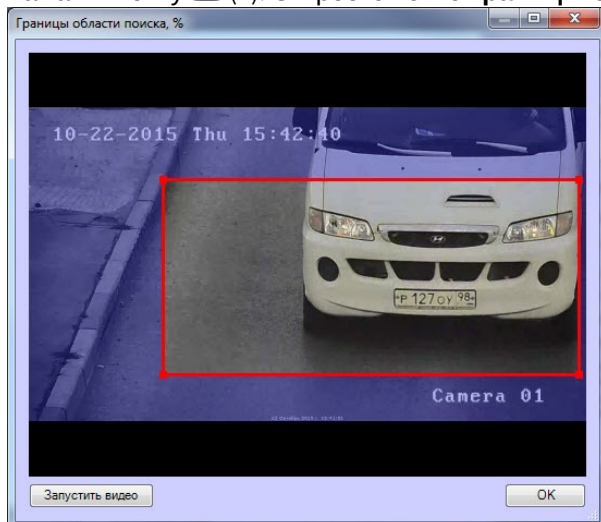 Границы области поиска, %
10-22-2015 Thu 15:42:40
Р 127 ОУ 98
Camera 01
Запустить видео
OK